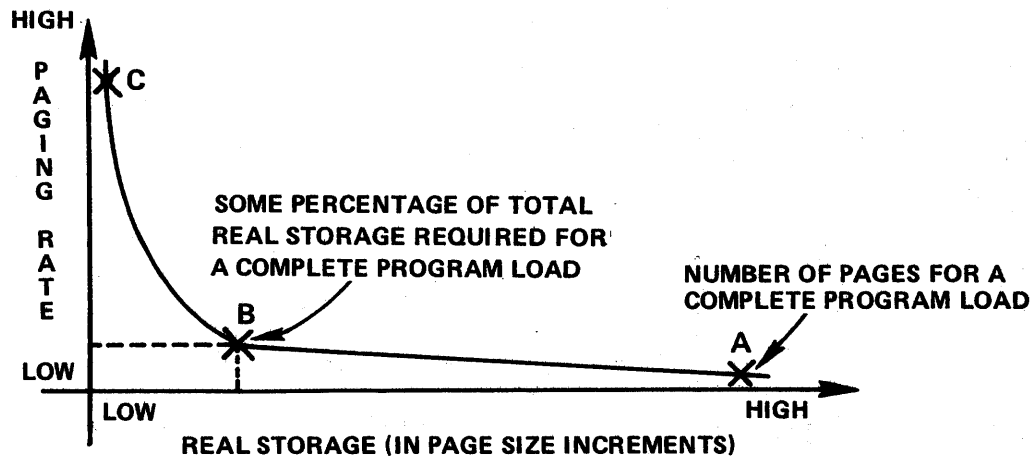 HIGH
PAGING RATE
C
SOME PERCENTAGE OF TOTAL
REAL STORAGE REQUIRED FOR
A COMPLETE PROGRAM LOAD
B
NUMBER OF PAGES FOR A
COMPLETE PROGRAM LOAD
A
LOW
LOW
HIGH
REAL STORAGE (IN PAGE SIZE INCREMENTS)